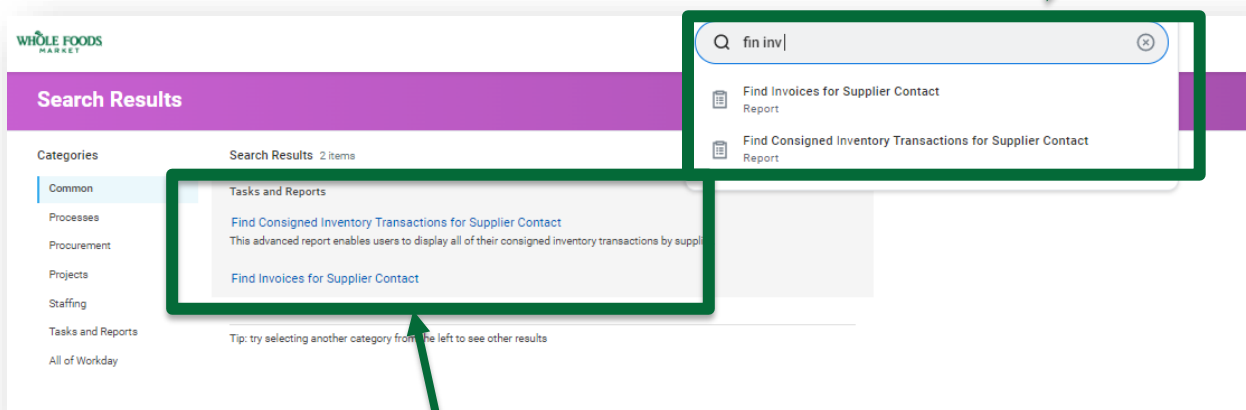 WHOLE FOODS
MARKET
fin inv
Find Invoices for Supplier Contact
Report
Find Consigned Inventory Transactions for Supplier Contact
Report
Search Results
Categories
Common
Processes
Procurement
Projects
Staffing
Tasks and Reports
All of Workday
Search Results 2 items
Tasks and Reports
Find Consigned Inventory Transactions for Supplier Contact
This advanced report enables users to display all of their consigned inventory transactions by suppli
Find Invoices for Supplier Contact
Tip: try selecting another category from the left to see other results